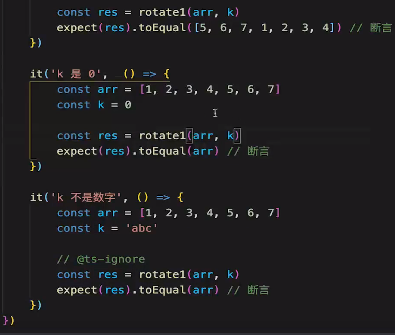 const res = rotate1(arr, k)
expect(res).toEqual([5, 6, 7, 1, 2, 3, 4]) // 断言
})
it('k 是 0', () => {
const arr = [1, 2, 3, 4, 5, 6, 7]
const k = 0
const res = rotate1(arr, k)
expect(res).toEqual(arr) // 断言
})
it('k 不是数字', () => {
const arr = [1, 2, 3, 4, 5, 6, 7]
const k = 'abc'
// @ts-ignore
const res = rotate1(arr, k)
expect(res).toEqual(arr) // 断言
})
})